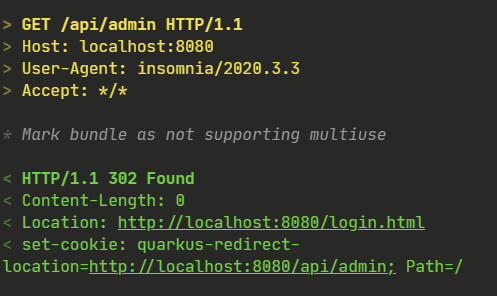 > GET /api/admin HTTP/1.1
> Host: localhost:8080
> User-Agent: insomnia/2020.3.3
> Accept: */*
* Mark bundle as not supporting multiuse
< HTTP/1.1 302 Found
< Content-Length: 0
< Location: http://localhost:8080/login.html
< set-cookie: quarkus-redirect-
location=http://localhost:8080/api/admin; Path=/